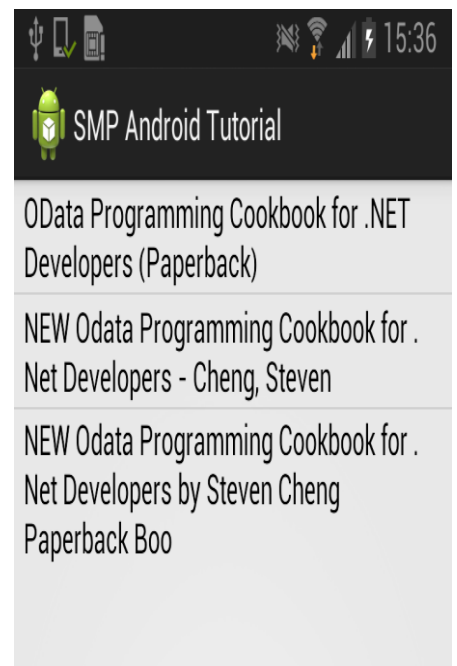 15:36
SMP Android Tutorial
OData Programming Cookbook for .NET
Developers (Paperback)
NEW Odata Programming Cookbook for .
Net Developers - Cheng, Steven
NEW Odata Programming Cookbook for .
Net Developers by Steven Cheng
Paperback Boo